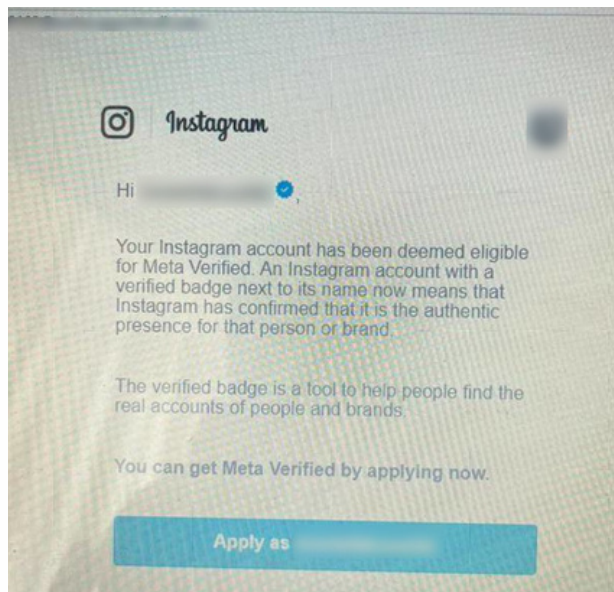 Instagram
Hi ,
Your Instagram account has been deemed eligible
for Meta Verified. An Instagram account with a
verified badge next to its name now means that
Instagram has confirmed that it is the authentic
presence for that person or brand.
The verified badge is a tool to help people find the
real accounts of people and brands.
You can get Meta Verified by applying now.
Apply as